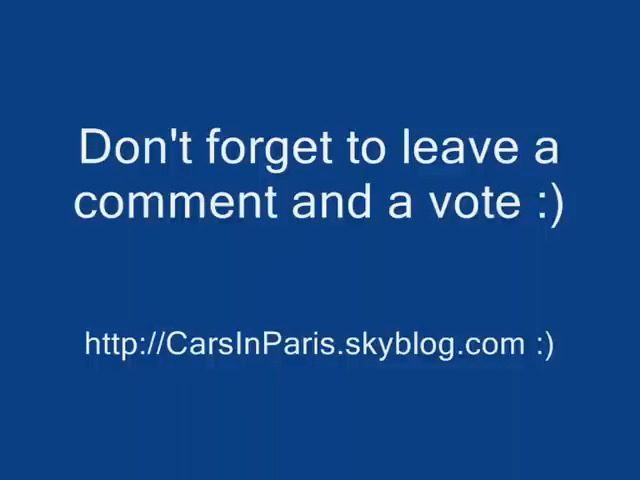 Don't forget to leave a
comment and a vote :)
http://CarsInParis.skyblog.com :)